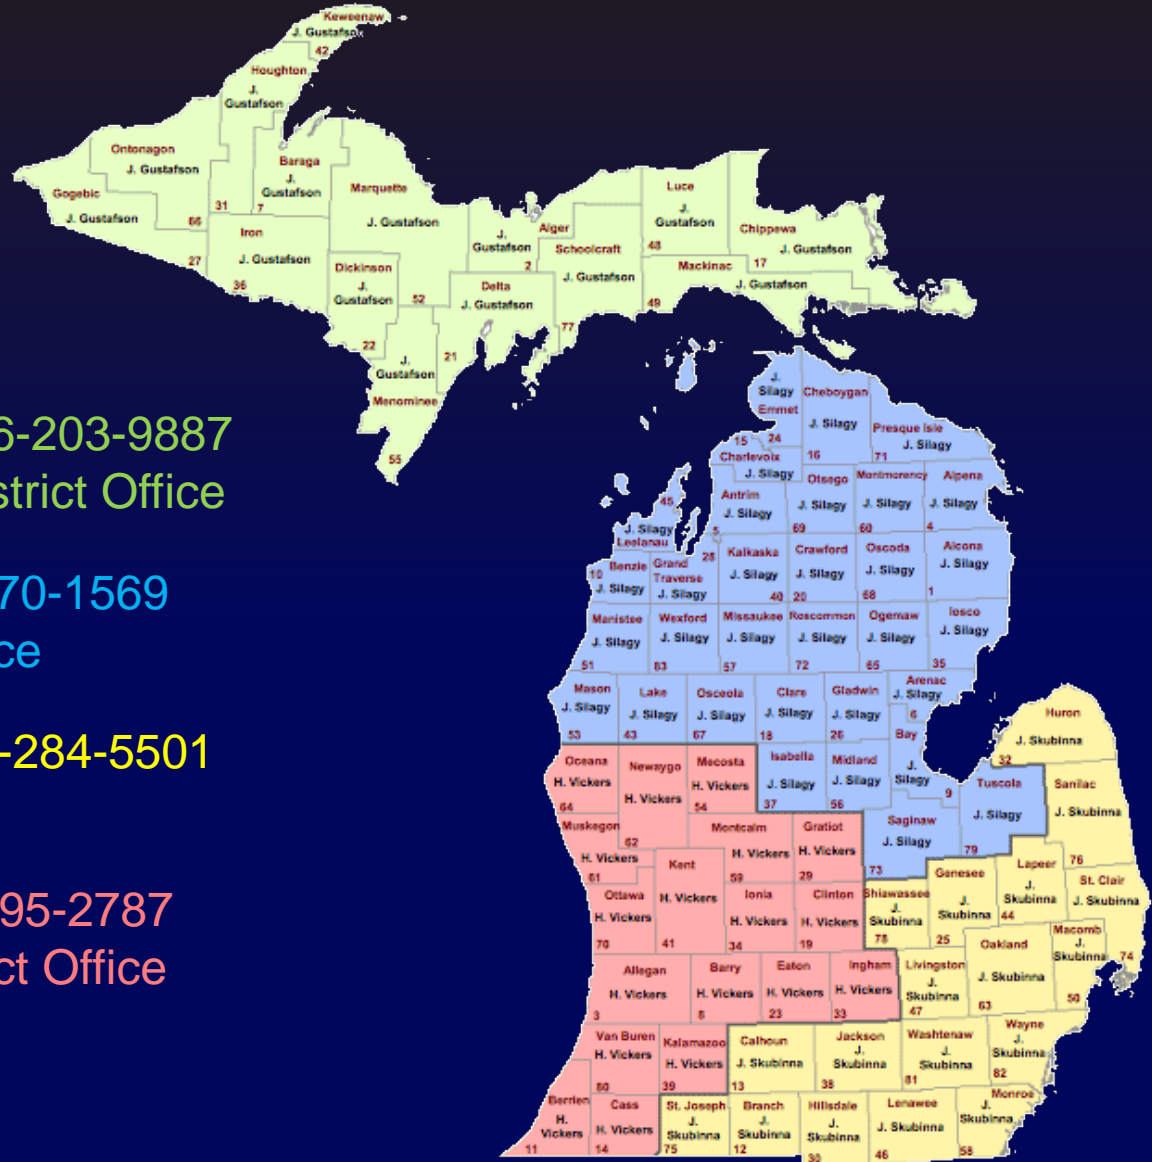 Keweenaw
J. Gustafson
42
Houghton
J.
Gustafson
31
Ontonagon
J. Gustafson
66
Gogebic
J. Gustafson
27
Baraga
J.
Gustafson
7
Iron
J. Gustafson
36
Marquette
J. Gustafson
52
Dickinson
J.
Gustafson
22
J.
Gustafson
Menominee
55
Delta
J. Gustafson
21
Alger
J.
Gustafson
2
Schoolcraft
J. Gustafson
77
Luce
J.
Gustafson
48
Chippewa
J. Gustafson
17
Mackinac
J. Gustafson
49
6-203-9887
strict Office
70-1569
ce
-284-5501
95-2787
ct Office
J.
Silagy
Emmet
24
Cheboygan
J. Silagy
16
Presque Isle
J. Silagy
71
15
Charlevoix
J. Silagy
Antrim
J. Silagy
5
Otsego
J. Silagy
69
Montmorency
J. Silagy
60
Alpena
J. Silagy
4
45
J. Silagy
Leelanau
10
Benzie
J. Silagy
28
Grand
Traverse
J. Silagy
Kalkaska
J. Silagy
40
Crawford
J. Silagy
20
Oscoda
J. Silagy
68
Alcona
J. Silagy
1
Manistee
J. Silagy
51
Wexford
J. Silagy
83
Missaukee
J. Silagy
57
Roscommon
J. Silagy
72
Ogemaw
J. Silagy
65
Iosco
J. Silagy
35
Mason
J. Silagy
53
Lake
J. Silagy
43
Osceola
J. Silagy
67
Clare
J. Silagy
18
Gladwin
J. Silagy
26
Arenac
J. Silagy
6
Bay
J.
Silagy
9
Isabella
J. Silagy
37
Midland
J. Silagy
56
Saginaw
J. Silagy
73
Tuscola
J. Silagy
79
Huron
J. Skubinna
32
Sanilac
J. Skubinna
76
Oceana
H. Vickers
64
Newaygo
H. Vickers
62
Mecosta
H. Vickers
54
Muskegon
H. Vickers
61
Montcalm
H. Vickers
59
Gratiot
H. Vickers
29
Ottawa
H. Vickers
70
Kent
H. Vickers
41
Ionia
H. Vickers
34
Clinton
H. Vickers
19
Shiawassee
J.
Skubinna
78
Genesee
J.
Skubinna
25
Lapeer
J.
Skubinna
44
St. Clair
J. Skubinna
74
Macomb
J.
Skubinna
50
Oakland
J. Skubinna
63
Livingston
J.
Skubinna
47
Allegan
H. Vickers
3
Barry
H. Vickers
8
Eaton
H. Vickers
23
Ingham
H. Vickers
33
Van Buren
H. Vickers
80
Kalamazoo
H. Vickers
39
Calhoun
J. Skubinna
13
Jackson
J.
Skubinna
38
Washtenaw
J.
Skubinna
81
Wayne
J.
Skubinna
82
Berrien
H.
Vickers
11
Cass
H. Vickers
14
St. Joseph
J.
Skubinna
75
Branch
J.
Skubinna
12
Hillsdale
J.
Skubinna
30
Lenawee
J. Skubinna
46
Monroe
J.
Skubinna
58